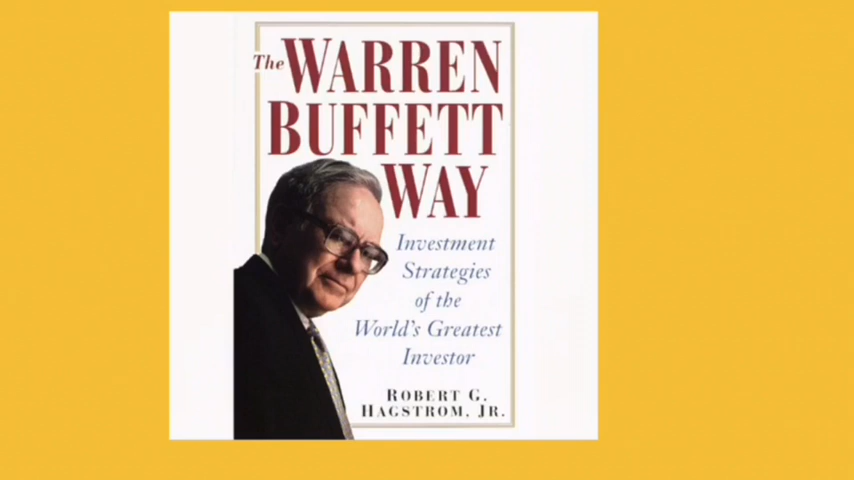 The WARREN
BUFFETT
WAY
Investment
Strategies
of the
World's Greatest
Investor
ROBERT G.
HAGSTROM, JR.